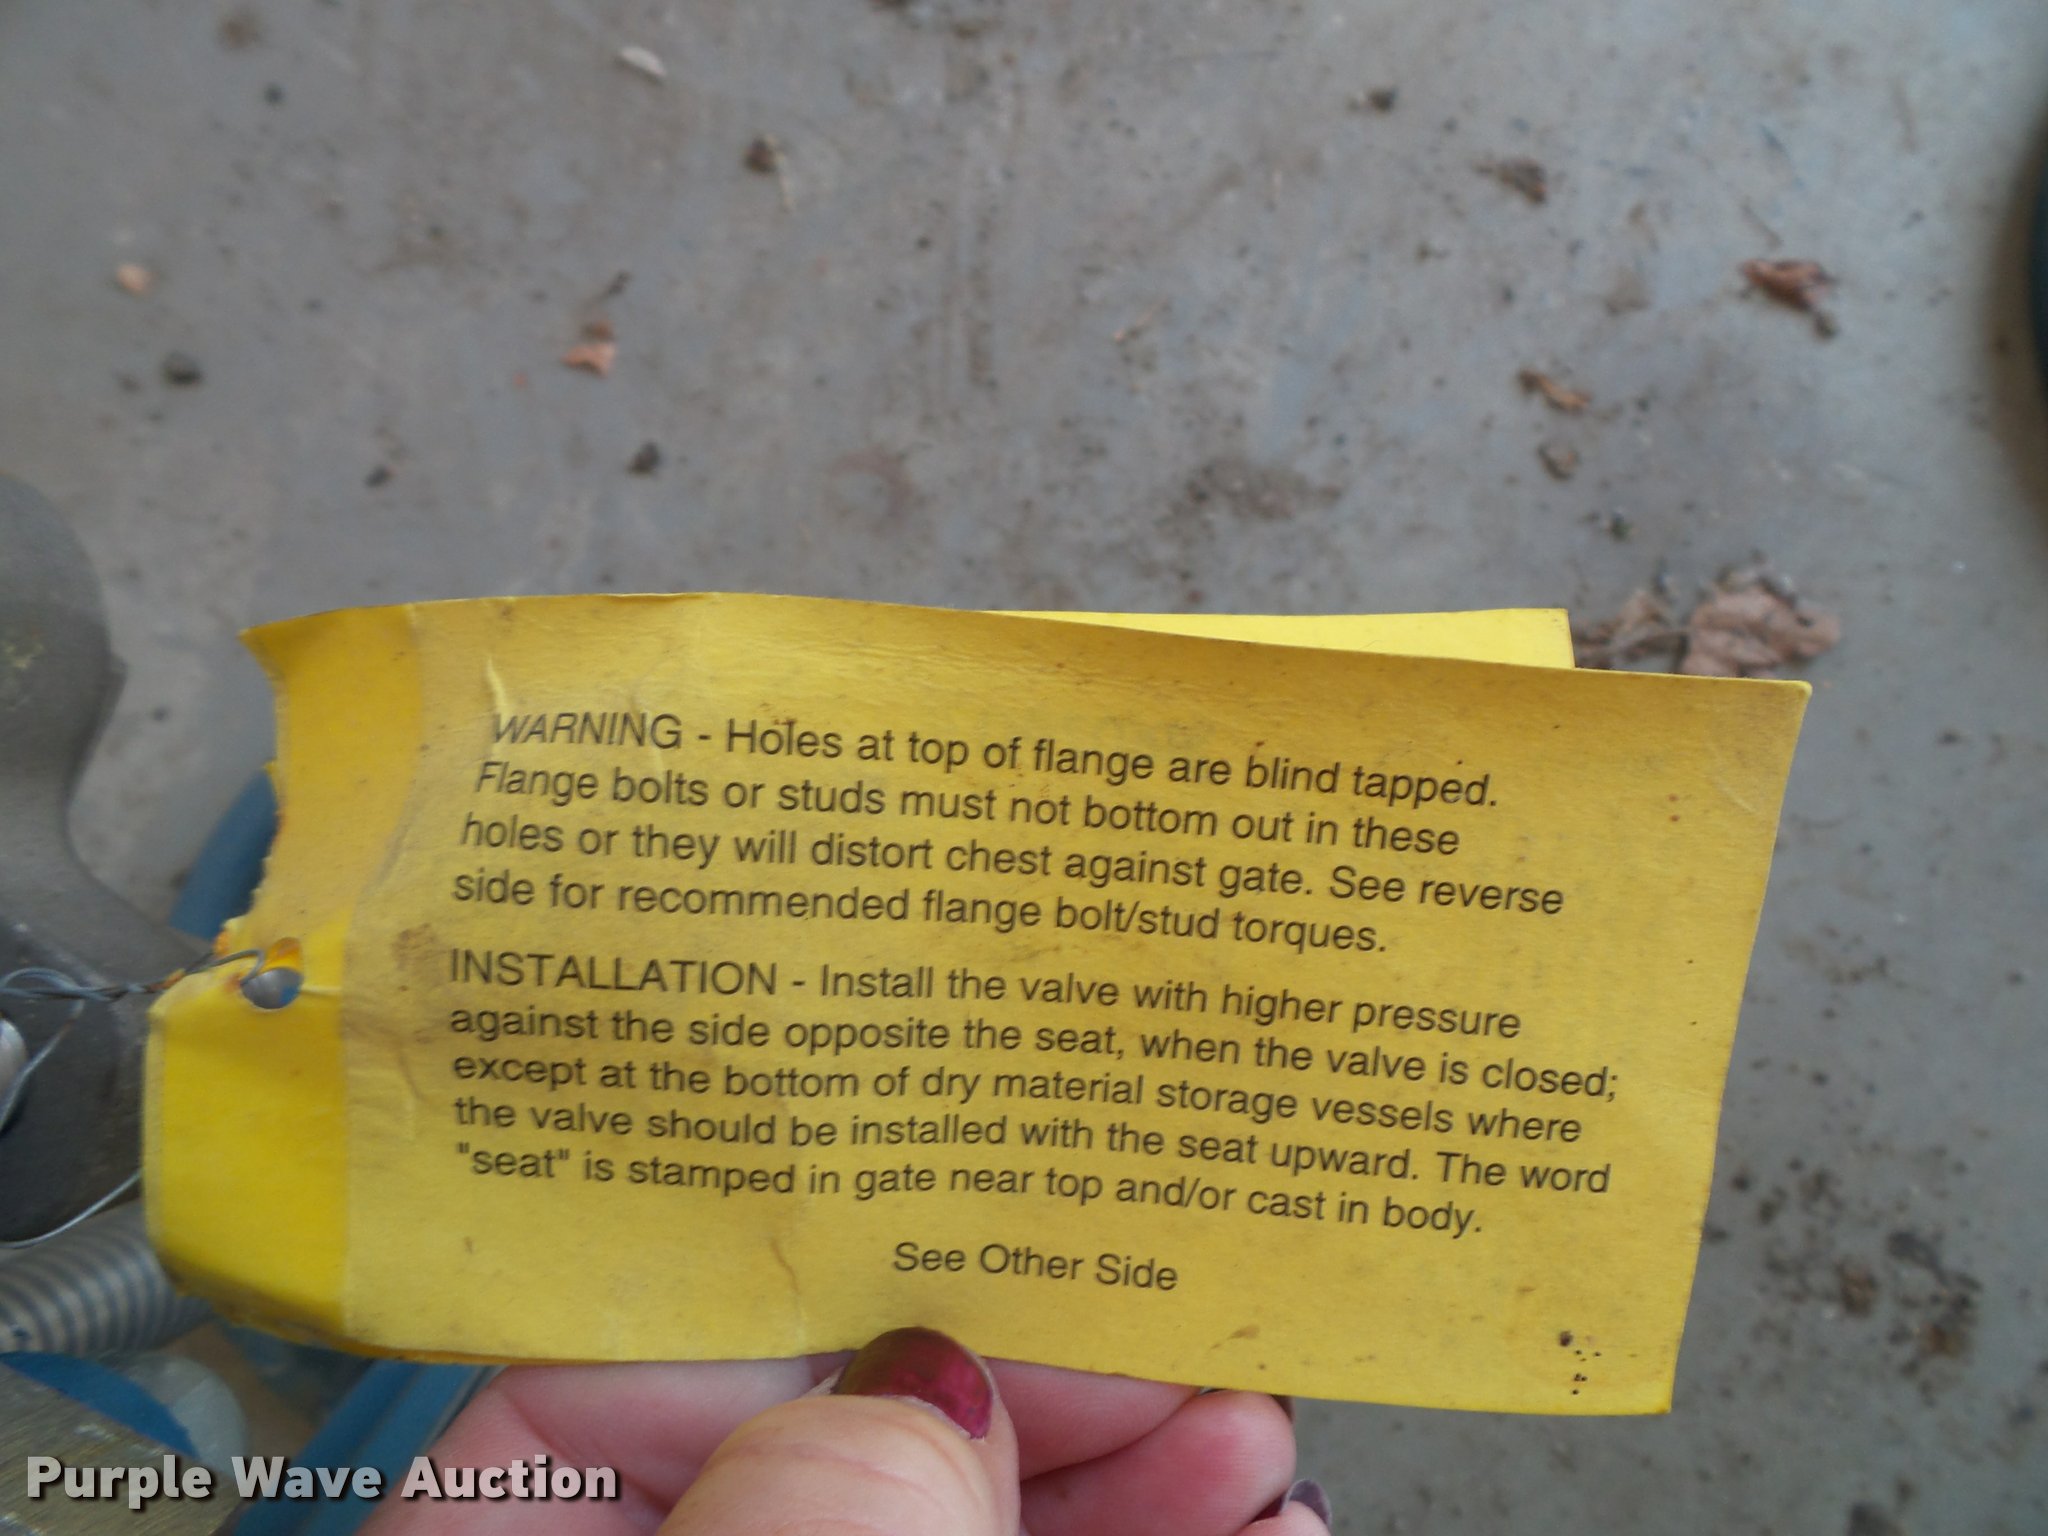 WARNING - Holes at top of flange are blind tapped.
Flange bolts or studs must not bottom out in these
holes or they will distort chest against gate. See reverse
side for recommended flange bolt/stud torques.
INSTALLATION - Install the valve with higher pressure
against the side opposite the seat, when the valve is closed;
except at the bottom of dry material storage vessels where
the valve should be installed with the seat upward. The word
"seat" is stamped in gate near top and/or cast in body.
See Other Side
Purple Wave Auction